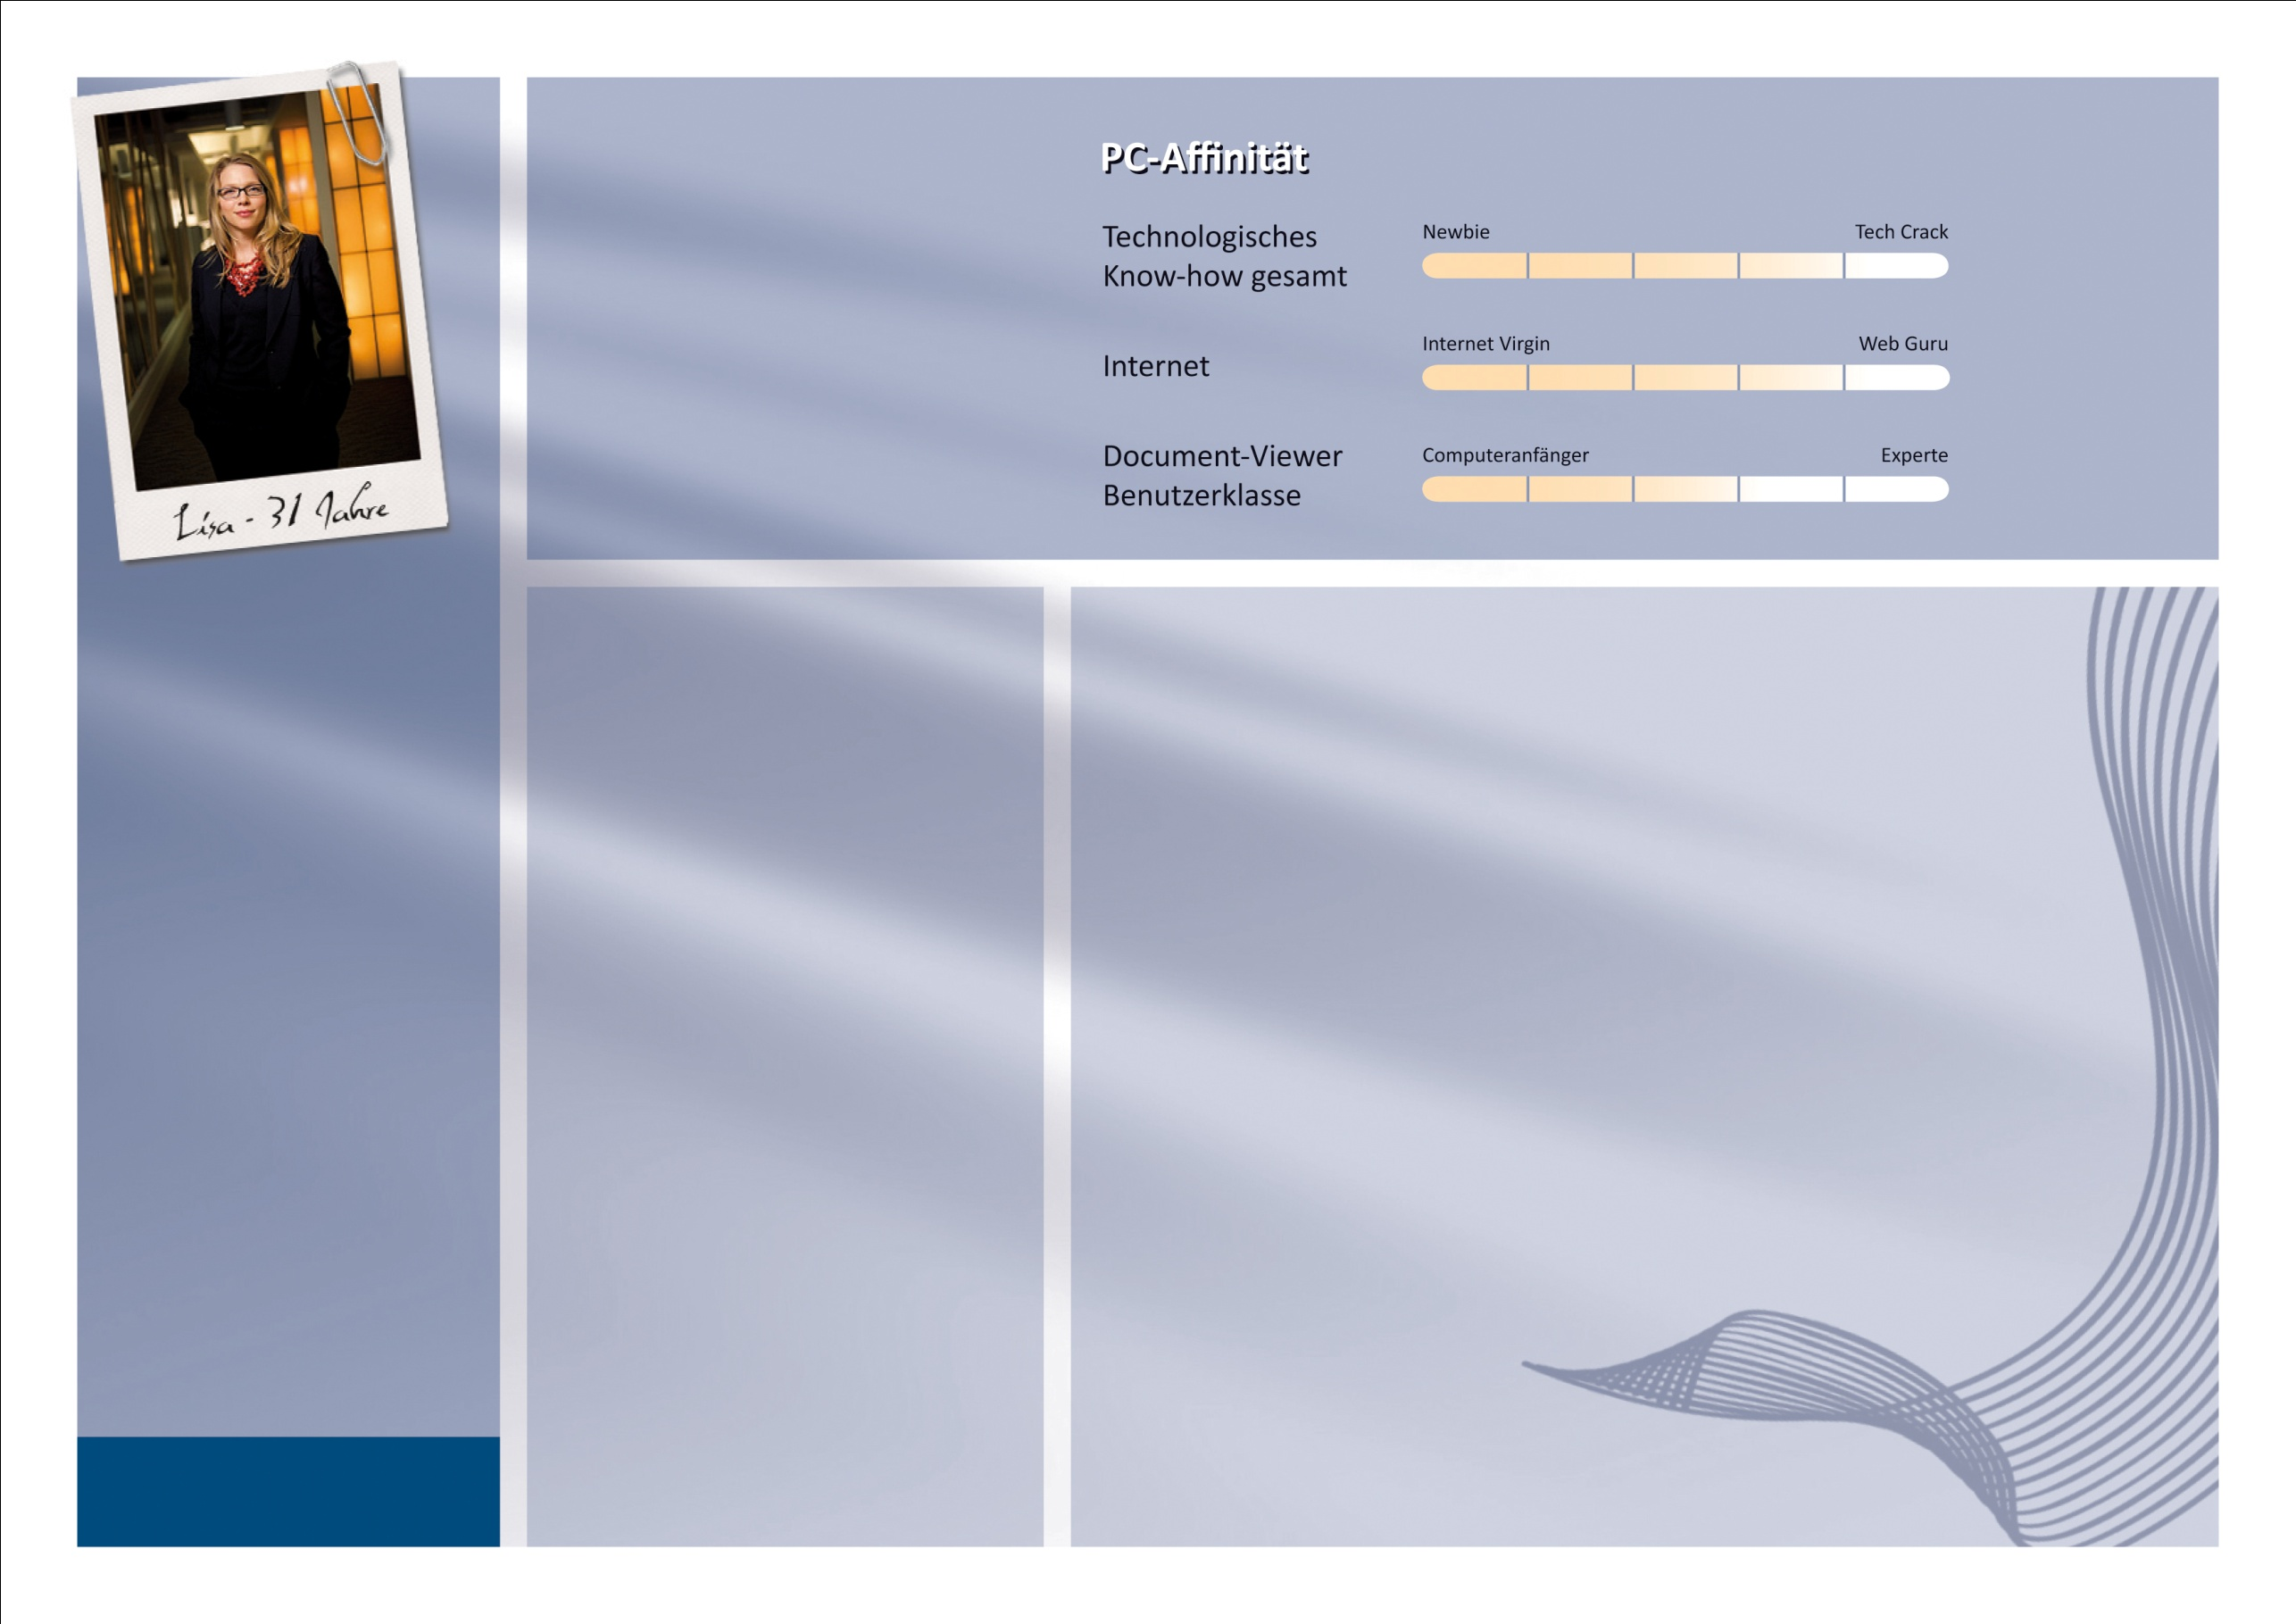 Lisa - 31 Jahre
PC-Affinität
Technologisches
Know-how gesamt
Newbie
Tech Crack
Internet
Internet Virgin
Web Guru
Document-Viewer
Benutzerklasse
Computeranfänger
Experte